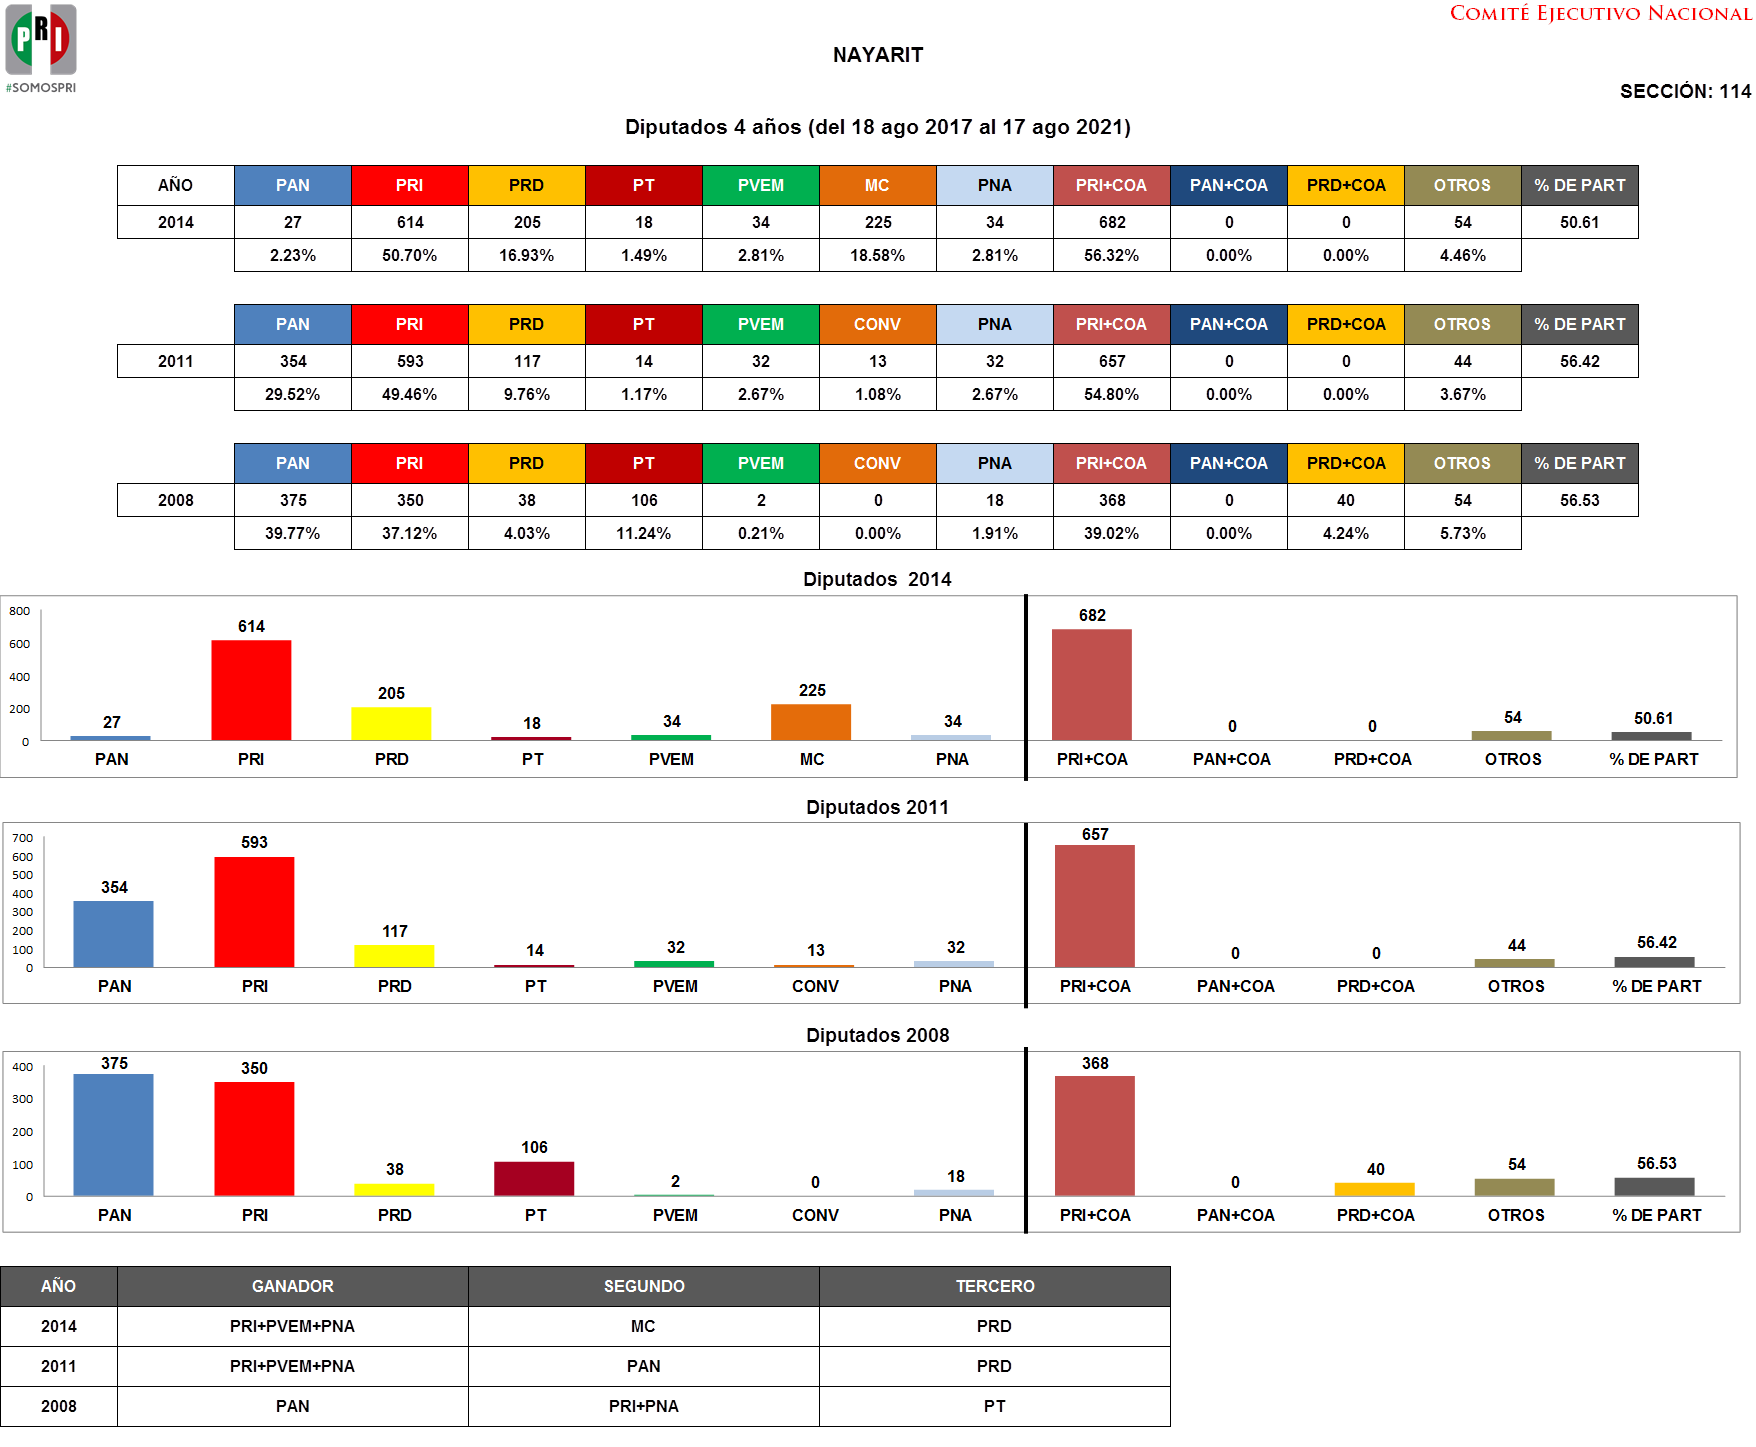 PRI
#SOMOSPRI
COMITÉ EJECUTIVO NACIONAL
NAYARIT
SECCIÓN: 114
Diputados 4 años (del 18 ago 2017 al 17 ago 2021)
AÑO PAN PRI PRD PT PVEM MC PNA PRI+COA PAN+COA PRD+COA OTROS % DE PART
2014 27 614 205 18 34 225 34 682 0 0 54 50.61
2.23% 50.70% 16.93% 1.49% 2.81% 18.58% 2.81% 56.32% 0.00% 0.00% 4.46%
PAN PRI PRD PT PVEM CONV PNA PRI+COA PAN+COA PRD+COA OTROS % DE PART
2011 354 593 117 14 32 13 32 657 0 0 44 56.42
29.52% 49.46% 9.76% 1.17% 2.67% 1.08% 2.67% 54.80% 0.00% 0.00% 3.67%
PAN PRI PRD PT PVEM CONV PNA PRI+COA PAN+COA PRD+COA OTROS % DE PART
2008 375 350 38 106 2 0 18 368 0 40 54 56.53
39.77% 37.12% 4.03% 11.24% 0.21% 0.00% 1.91% 39.02% 0.00% 4.24% 5.73%
Diputados 2014
800
600
400
200
0
27 614 205 18 34 225 34 682 0 0 54 50.61
PAN PRI PRD PT PVEM MC PNA PRI+COA PAN+COA PRD+COA OTROS % DE PART
Diputados 2011
700
600
500
400
300
200
100
0
354 593 117 14 32 13 32 657 0 0 44 56.42
PAN PRI PRD PT PVEM CONV PNA PRI+COA PAN+COA PRD+COA OTROS % DE PART
Diputados 2008
400
300
200
100
0
375 350 38 106 2 0 18 368 0 40 54 56.53
PAN PRI PRD PT PVEM CONV PNA PRI+COA PAN+COA PRD+COA OTROS % DE PART
AÑO GANADOR SEGUNDO TERCERO
2014 PRI+PVEM+PNA MC PRD
2011 PRI+PVEM+PNA PAN PRD
2008 PAN PRI+PNA PT